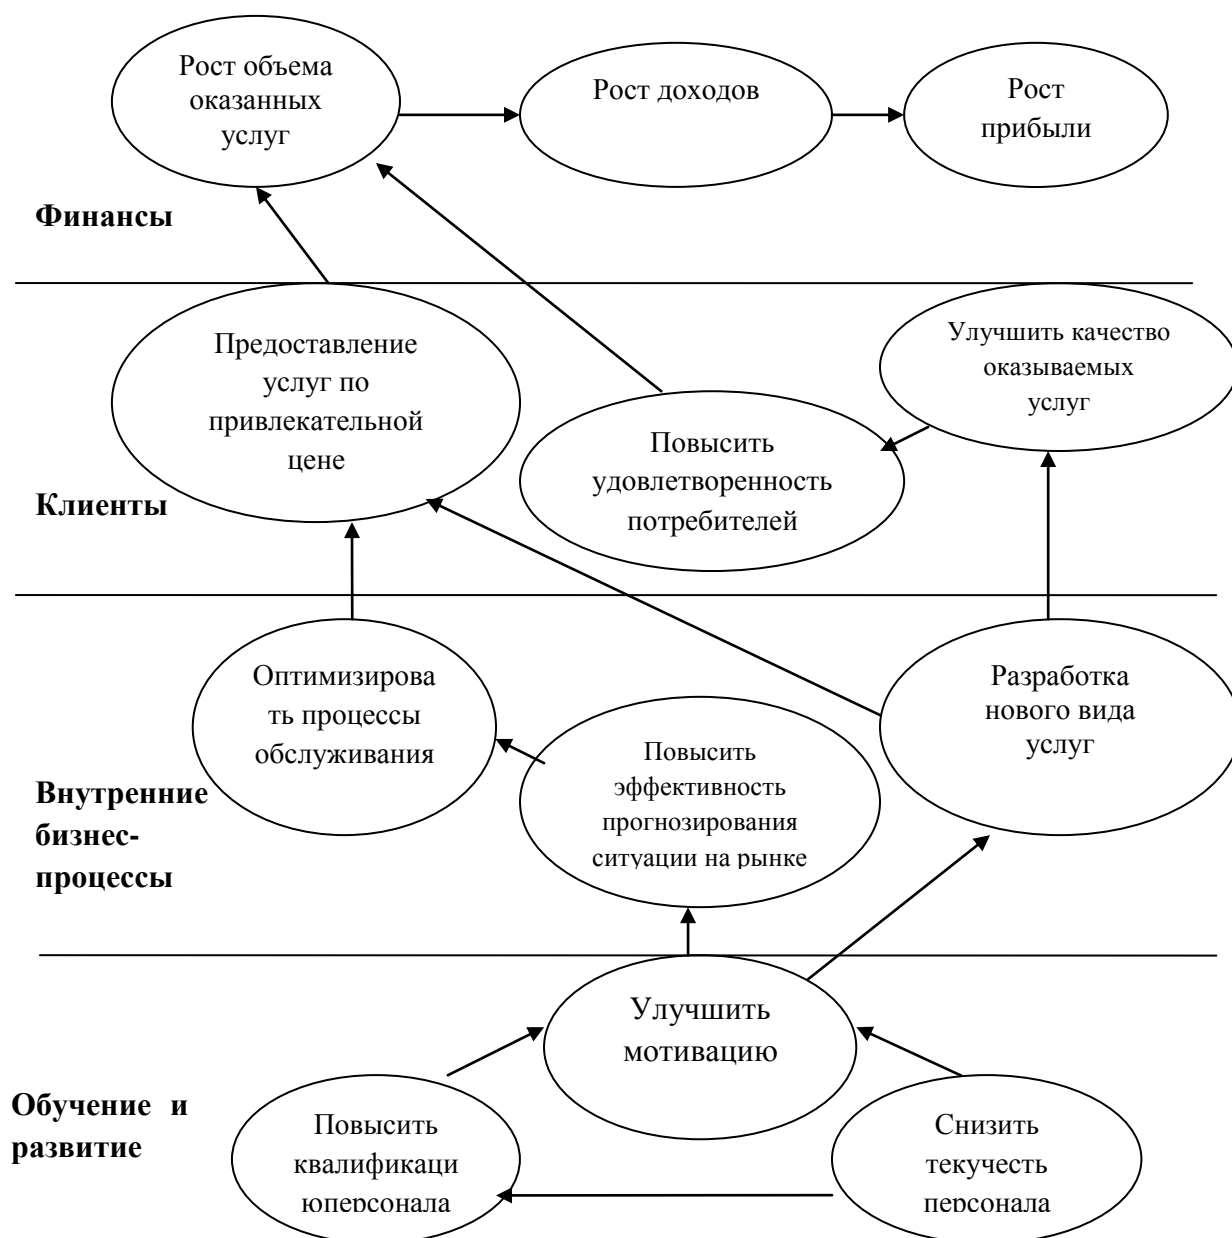 Рост объема
оказанных
услуг
Рост доходов
Рост
прибыли
Финансы
Предоставление
услуг по
привлекательной
цене
Улучшить качество
оказываемых
услуг
Повысить
удовлетворенность
потребителей
Клиенты
Оптимизирова
ть процессы
обслуживания
Повысить
эффективность
прогнозирования
ситуации на рынке
Разработка
нового вида
услуг
Внутренние
бизнес-
процессы
Улучшить
мотивацию
Обучение и
развитие
Повысить
квалификаци
юперсонала
Снизить
текучесть
персонала